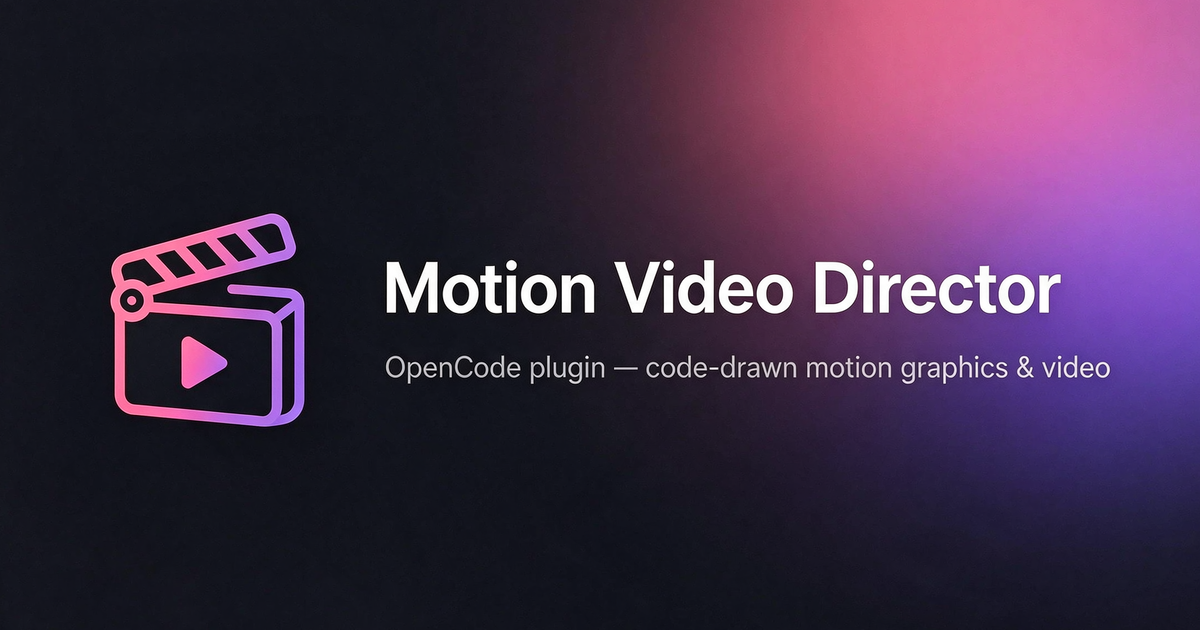 Motion Video Director
OpenCode plugin — code-drawn motion graphics & video